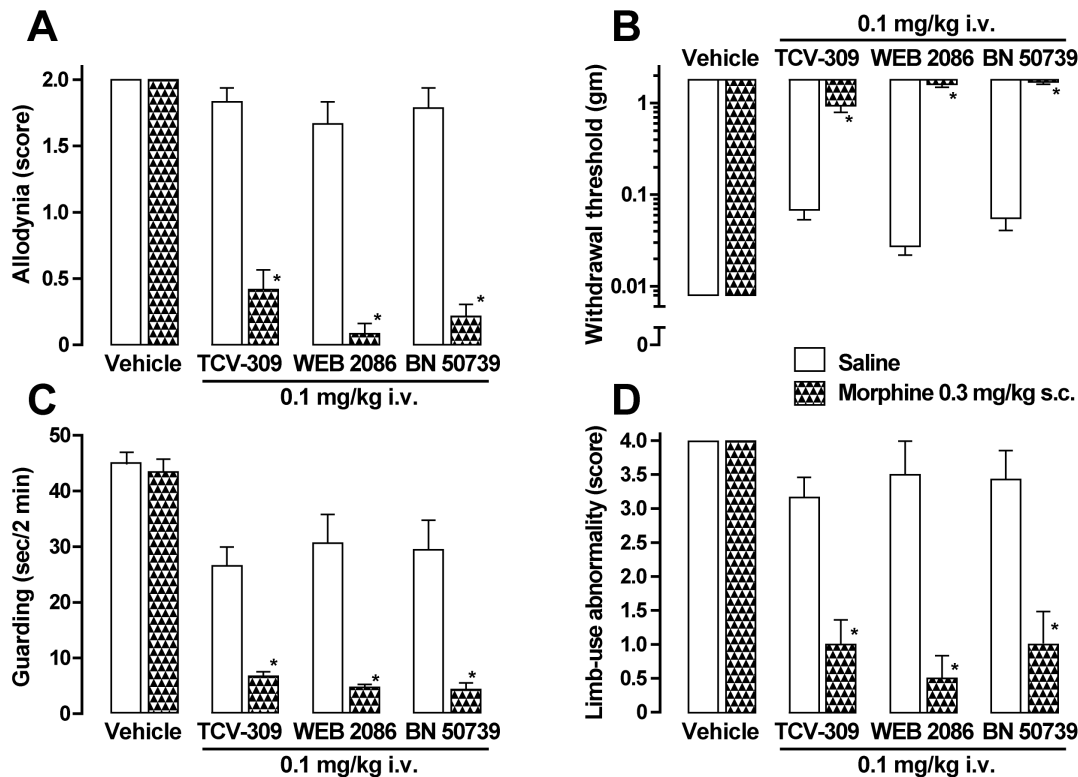 A
Allodynia (score)
2.0
1.5
1.0
0.5
0
*
*
*
Vehicle TCV-309 WEB 2086 BN 50739
0.1 mg/kg i.v.
B
0.1 mg/kg i.v.
Vehicle TCV-309 WEB 2086 BN 50739
Withdrawal threshold (gm)
1
0.1
0.01
0
*
*
*
Saline
Morphine 0.3 mg/kg s.c.
C
Guarding (sec/2 min)
50
40
30
20
10
0
*
*
*
Vehicle TCV-309 WEB 2086 BN 50739
0.1 mg/kg i.v.
D
Limb-use abnormality (score)
4.0
3.5
3.0
2.5
2.0
1.5
1.0
0.5
0
*
*
*
Vehicle TCV-309 WEB 2086 BN 50739
0.1 mg/kg i.v.